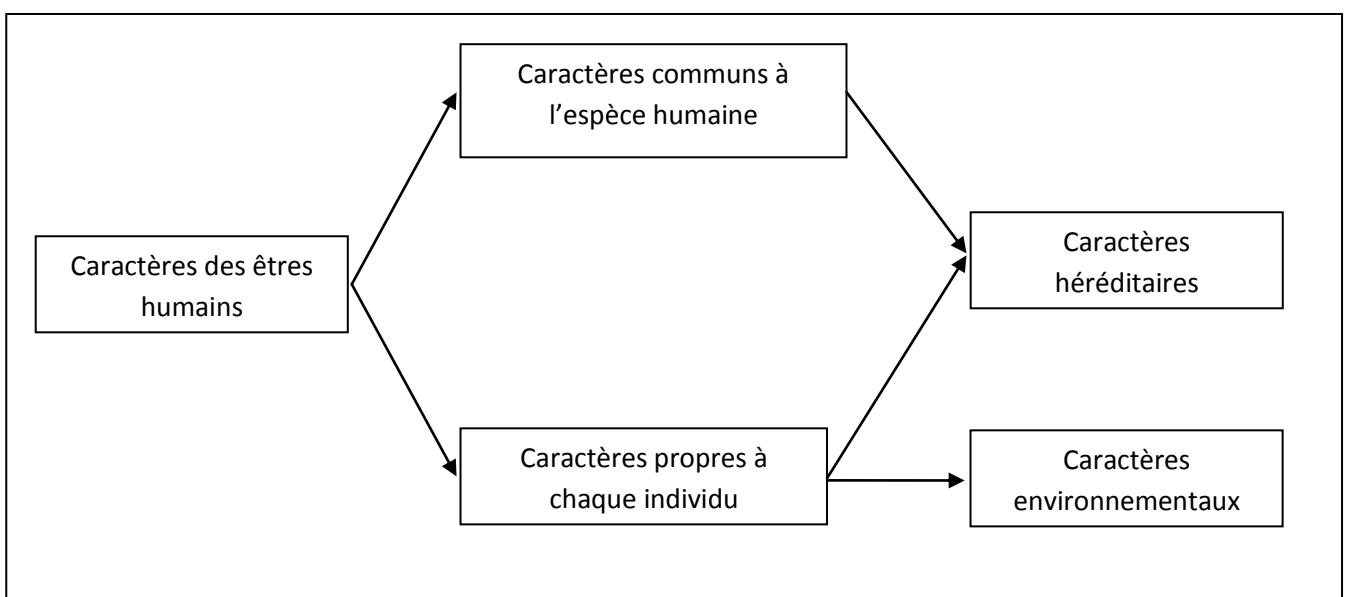 Caractères communs à
l’espèce humaine
Caractères des êtres
humains
Caractères
héréditaires
Caractères propres à
chaque individu
Caractères
environnementaux